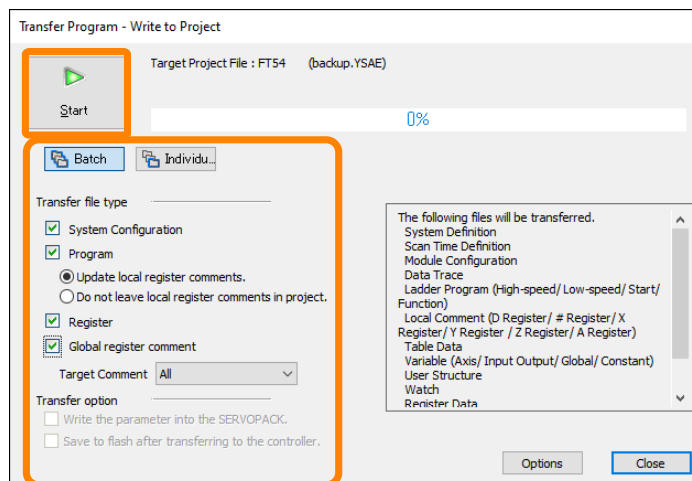 Transfer Program - Write to Project
Target Project File : FT54 (backup.YSAE)
Start
0%
Batch
Individu...
Transfer file type
System Configuration
Program
Update local register comments.
Do not leave local register comments in project.
Register
Global register comment
Target Comment All
Transfer option
Write the parameter into the SERVOPACK.
Save to flash after transferring to the controller.
The following files will be transferred.
System Definition
Scan Time Definition
Module Configuration
Data Trace
Ladder Program (High-speed/ Low-speed/ Start/
Function)
Local Comment (D Register/ # Register/ X
Register/ Y Register / Z Register/ A Register)
Table Data
Variable (Axis/ Input Output/ Global/ Constant)
User Structure
Watch
Register Data
Options
Close